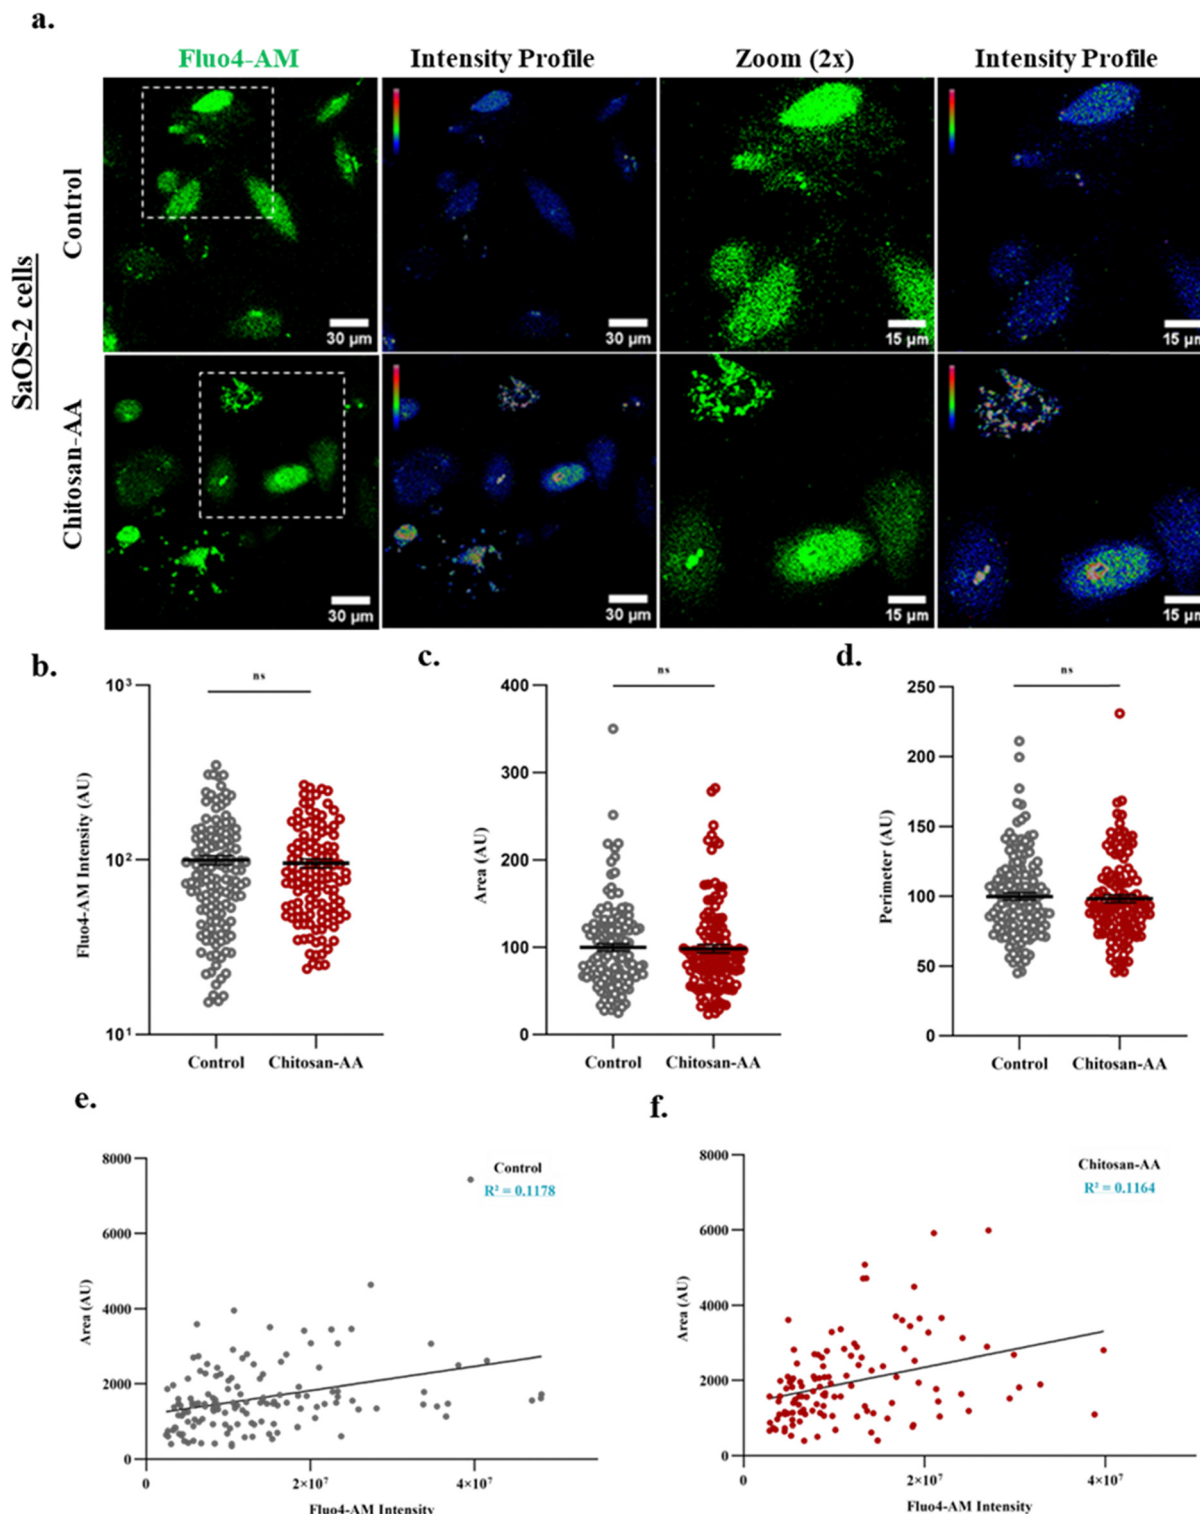 a.
Fluo4-AM Intensity Profile Zoom (2x) Intensity Profile
SaOS-2 cells
Control
30 µm 30 µm 15 µm 15 µm
Chitosan-AA
30 µm 30 µm 15 µm 15 µm
b.
10³
10²
10¹
Fluo4-AM Intensity (AU)
ns
Control Chitosan-AA
c.
400
300
200
100
0
Area (AU)
ns
Control Chitosan-AA
d.
250
200
150
100
50
0
Perimeter (AU)
ns
Control Chitosan-AA
e.
8000
6000
4000
2000
0
Area (AU)
Control
R² = 0.1178
0 2×10⁷ 4×10⁷
Fluo4-AM Intensity
f.
8000
6000
4000
2000
0
Area (AU)
Chitosan-AA
R² = 0.1164
0 2×10⁷ 4×10⁷
Fluo4-AM Intensity